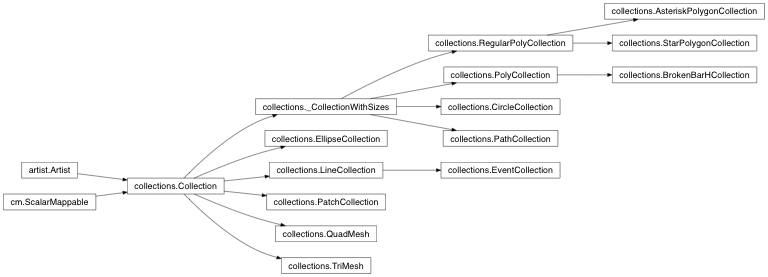 collections.AsteriskPolygonCollection
collections.RegularPolyCollection
collections.StarPolygonCollection
collections.PolyCollection
collections.BrokenBarHCollection
collections._CollectionWithSizes
collections.CircleCollection
collections.EllipseCollection
collections.PathCollection
artist.Artist
collections.LineCollection
collections.EventCollection
collections.Collection
cm.ScalarMappable
collections.PatchCollection
collections.QuadMesh
collections.TriMesh